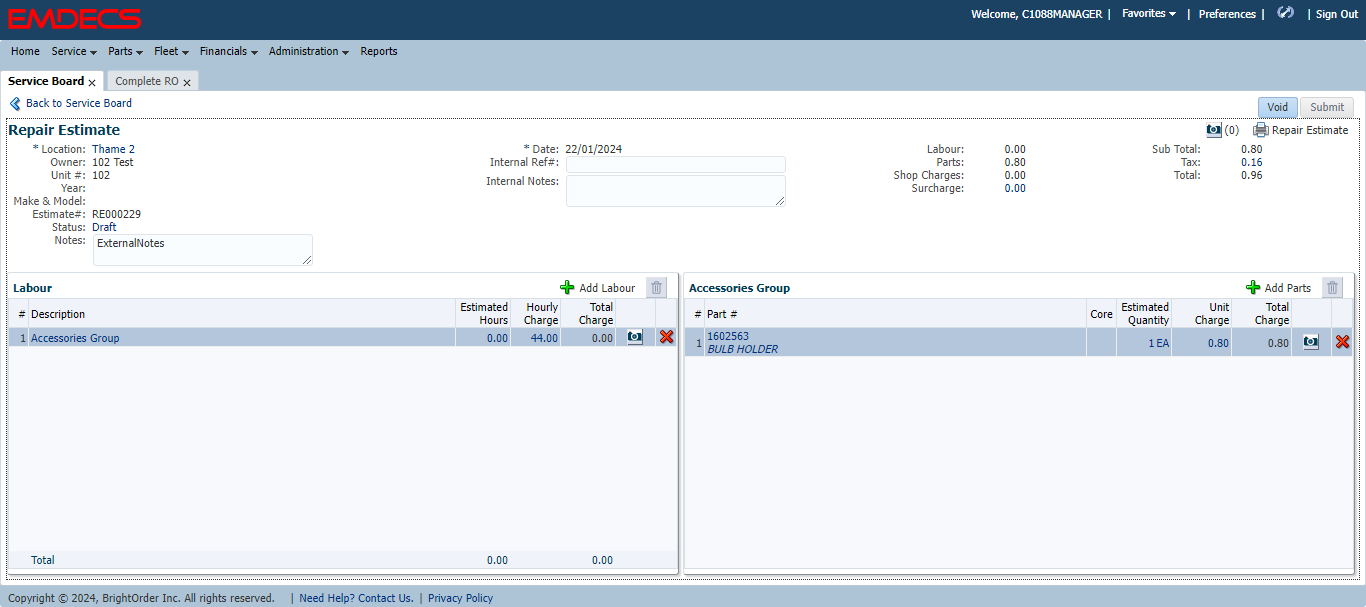 EMDECS
Welcome, C1088MANAGER | Favorites | Preferences | | Sign Out
Home Service Parts Fleet Financials Administration Reports
Service Board x Complete RO x
Back to Service Board
Void Submit
Repair Estimate
(0) Repair Estimate
* Location: Thame 2
Owner: 102 Test
Unit #: 102
Year:
Make & Model:
Estimate#: RE000229
Status: Draft
Notes: ExternalNotes
* Date: 22/01/2024
Internal Ref#:
Internal Notes:
Labour: 0.00
Parts: 0.80
Shop Charges: 0.00
Surcharge: 0.00
Sub Total: 0.80
Tax: 0.16
Total: 0.96
Labour Add Labour
# Description Estimated Hours Hourly Charge Total Charge
1 Accessories Group 0.00 44.00 0.00
Total 0.00 0.00
Accessories Group Add Parts
# Part # Core Estimated Quantity Unit Charge Total Charge
1 1602563 BULB HOLDER 1 EA 0.80 0.80
Copyright © 2024, BrightOrder Inc. All rights reserved. | Need Help? Contact Us. | Privacy Policy